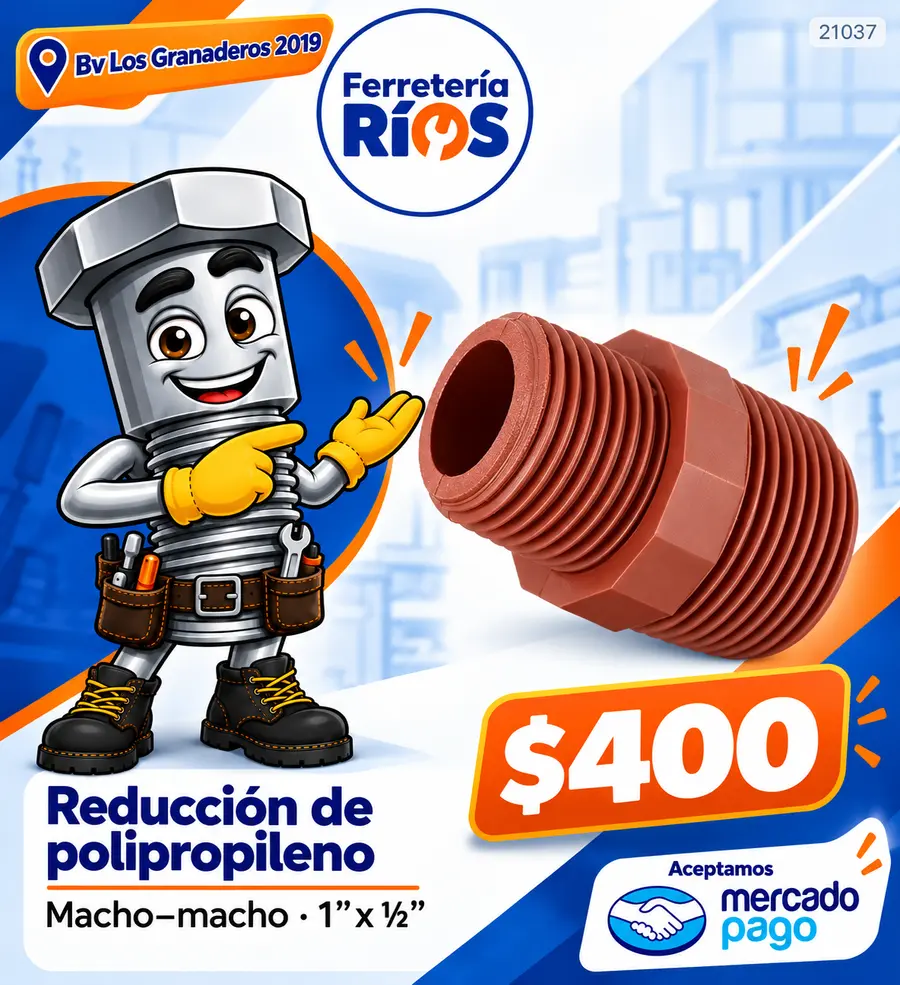 Bv Los Granaderos 2019
Ferretería
RÍOS
21037
$400
Reducción de
polipropileno
Macho–macho · 1” x ½”
Aceptamos
mercado
pago